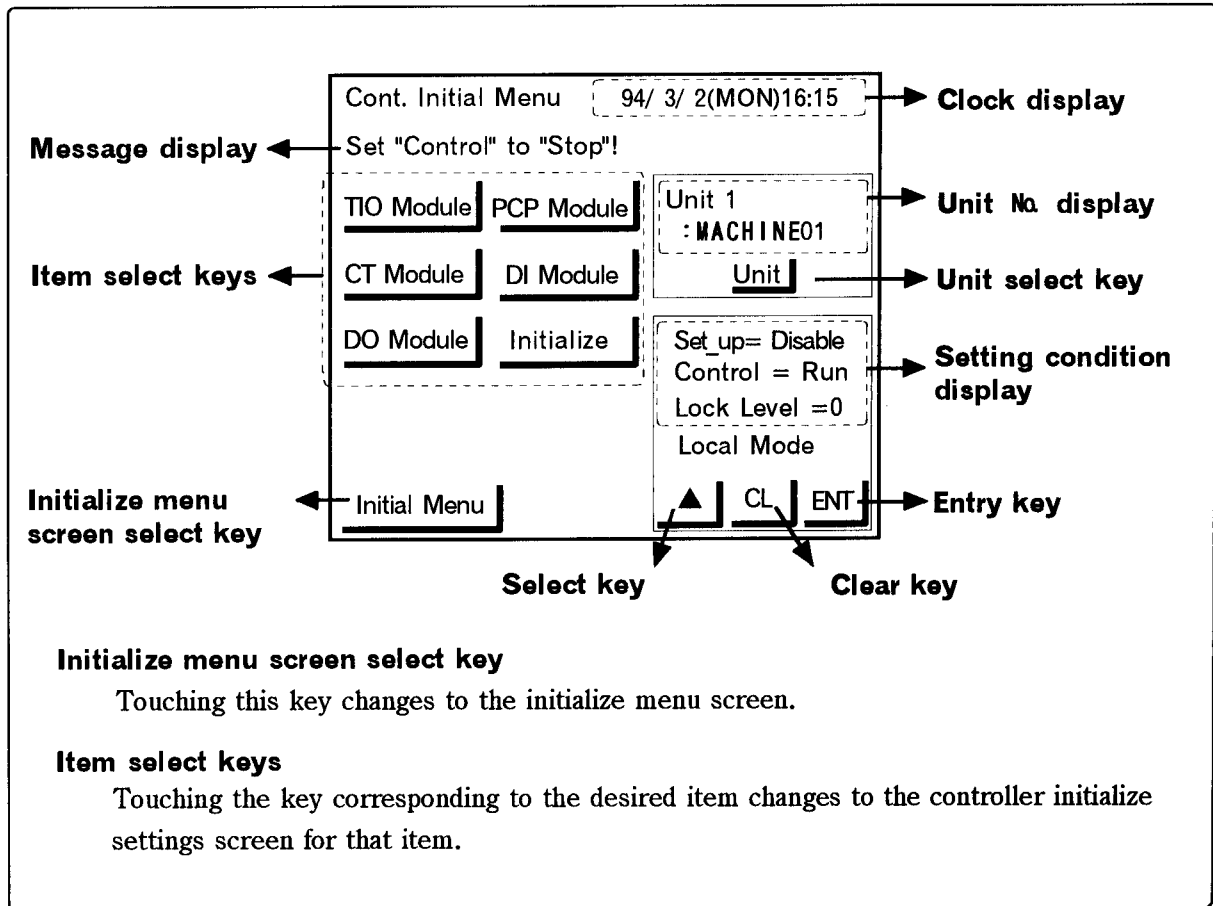 Cont. Initial Menu 94/ 3/ 2(MON)16:15
Clock display
Message display
Set "Control" to "Stop"!
TIO Module PCP Module
Unit 1
:MACHINE01
Unit No. display
Item select keys
CT Module DI Module
Unit
Unit select key
DO Module Initialize
Set_up= Disable
Control = Run
Lock Level =0
Setting condition
display
Local Mode
Initialize menu
screen select key
Initial Menu
▲ CL ENT
Entry key
Select key
Clear key
Initialize menu screen select key
Touching this key changes to the initialize menu screen.
Item select keys
Touching the key corresponding to the desired item changes to the controller initialize
settings screen for that item.